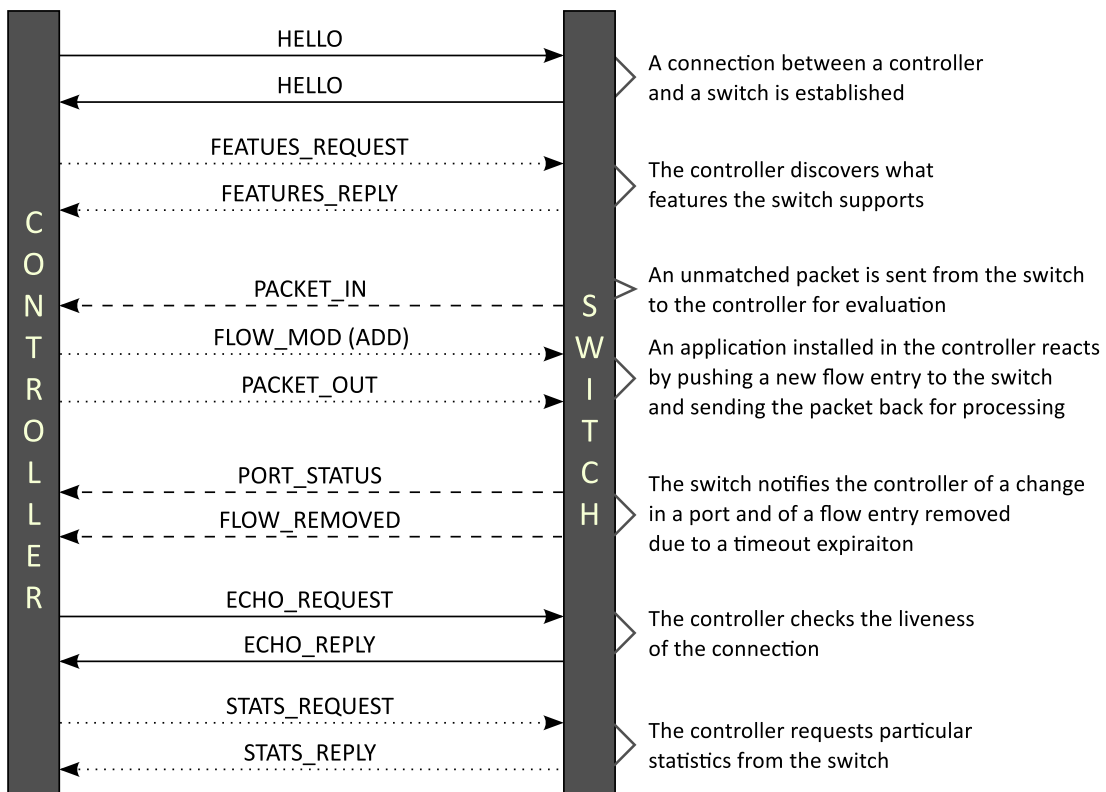 HELLO
HELLO
A connection between a controller
and a switch is established
FEATUES_REQUEST
FEATURES_REPLY
The controller discovers what
features the switch supports
CONTROLLER
SWITCH
PACKET_IN
An unmatched packet is sent from the switch
to the controller for evaluation
FLOW_MOD (ADD)
PACKET_OUT
An application installed in the controller reacts
by pushing a new flow entry to the switch
and sending the packet back for processing
PORT_STATUS
FLOW_REMOVED
The switch notifies the controller of a change
in a port and of a flow entry removed
due to a timeout expiraiton
ECHO_REQUEST
ECHO_REPLY
The controller checks the liveness
of the connection
STATS_REQUEST
STATS_REPLY
The controller requests particular
statistics from the switch